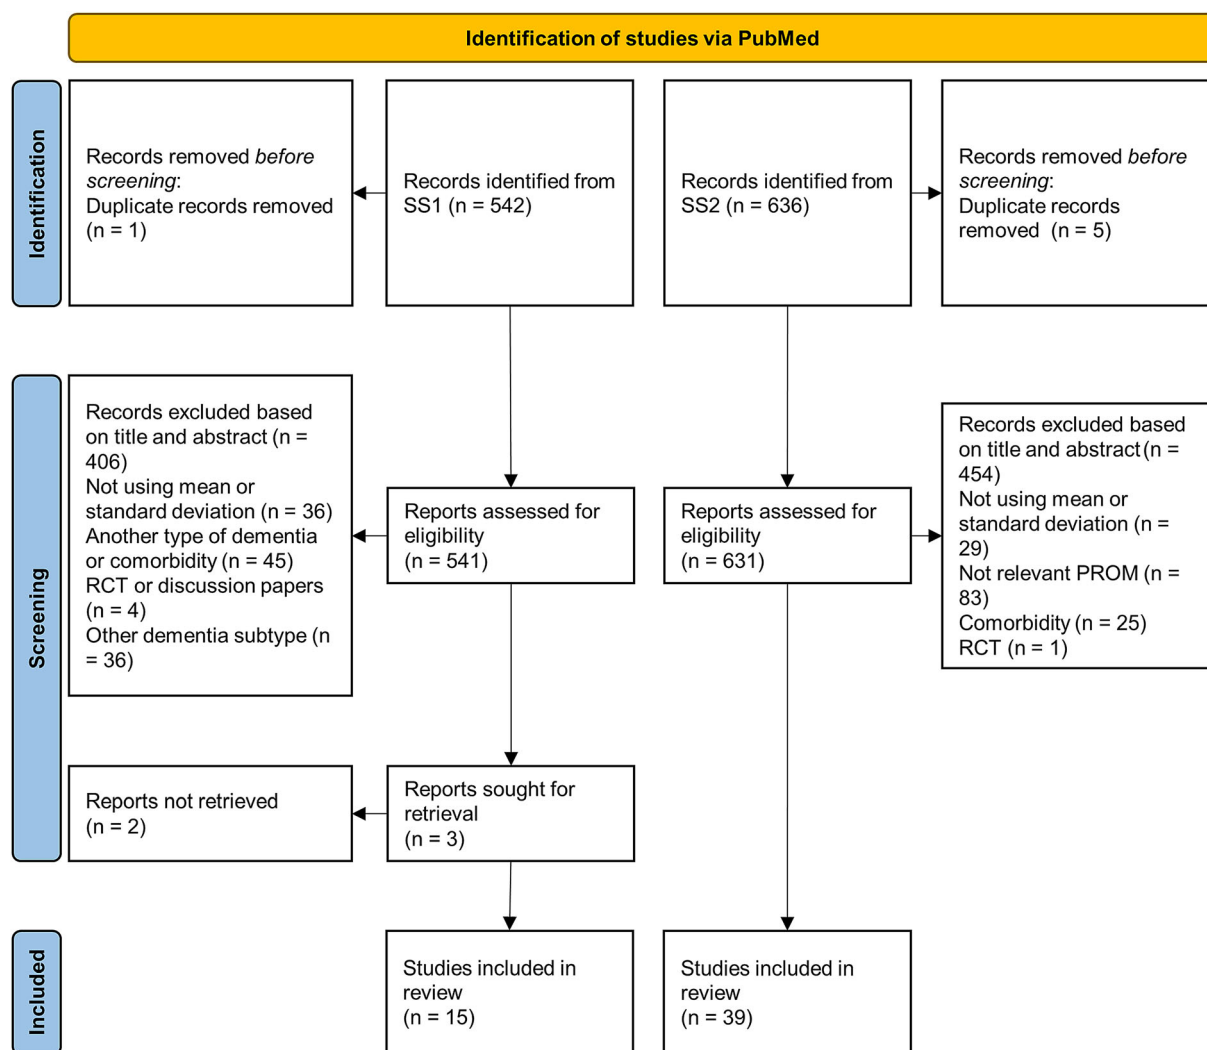 Identification of studies via PubMed
Identification
Records removed before
screening:
Duplicate records removed
(n = 1)
Records identified from
SS1 (n = 542)
Records identified from
SS2 (n = 636)
Records removed before
screening:
Duplicate records
removed (n = 5)
Screening
Records excluded based
on title and abstract (n =
406)
Not using mean or
standard deviation (n = 36)
Another type of dementia
or comorbidity (n = 45)
RCT or discussion papers
(n = 4)
Other dementia subtype (n
= 36)
Reports assessed for
eligibility
(n = 541)
Reports assessed for
eligibility
(n = 631)
Records excluded based
on title and abstract (n =
454)
Not using mean or
standard deviation (n =
29)
Not relevant PROM (n =
83)
Comorbidity (n = 25)
RCT (n = 1)
Reports not retrieved
(n = 2)
Reports sought for
retrieval
(n = 3)
Included
Studies included in
review
(n = 15)
Studies included in
review
(n = 39)